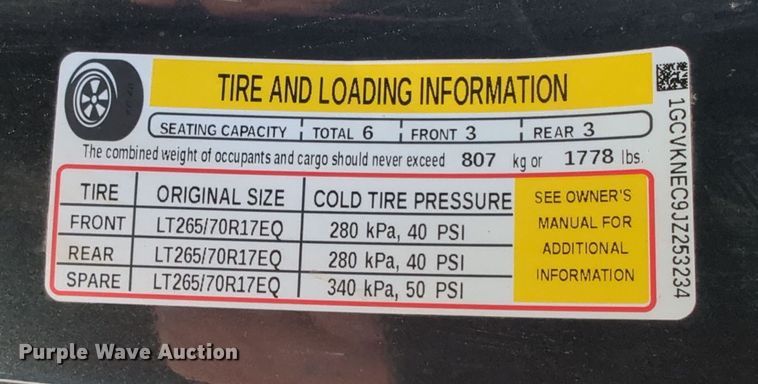 TIRE AND LOADING INFORMATION
SEATING CAPACITY TOTAL 6 FRONT 3 REAR 3
The combined weight of occupants and cargo should never exceed 807 kg or 1778 lbs.
TIRE ORIGINAL SIZE COLD TIRE PRESSURE
FRONT LT265/70R17EQ 280 kPa, 40 PSI
REAR LT265/70R17EQ 280 kPa, 40 PSI
SPARE LT265/70R17EQ 340 kPa, 50 PSI
SEE OWNER'S
MANUAL FOR
ADDITIONAL
INFORMATION
1GCVKNEC9JZ253234
Purple Wave Auction